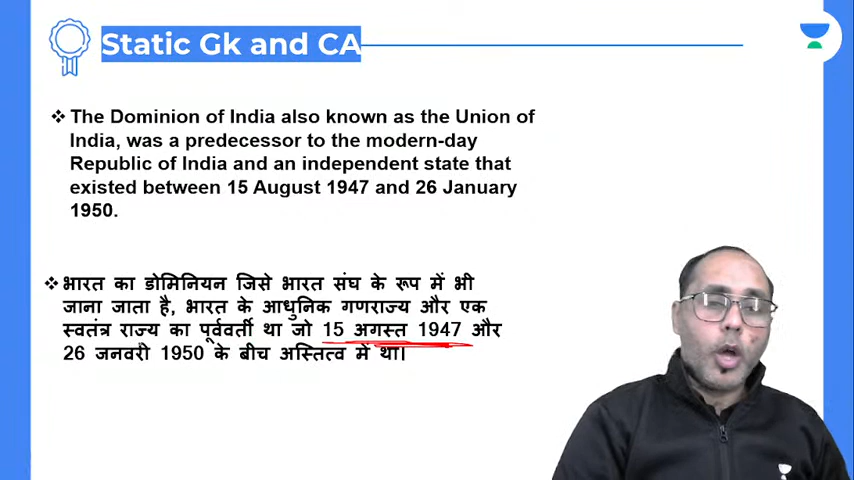 Static Gk and CA
❖ The Dominion of India also known as the Union of
India, was a predecessor to the modern-day
Republic of India and an independent state that
existed between 15 August 1947 and 26 January
1950.
❖ भारत का डोमिनियन जिसे भारत संघ के रूप में भी
जाना जाता है, भारत के आधुनिक गणराज्य और एक
स्वतंत्र राज्य का पूर्ववर्ती था जो 15 अगस्त 1947 और
26 जनवरी 1950 के बीच अस्तित्व में था।